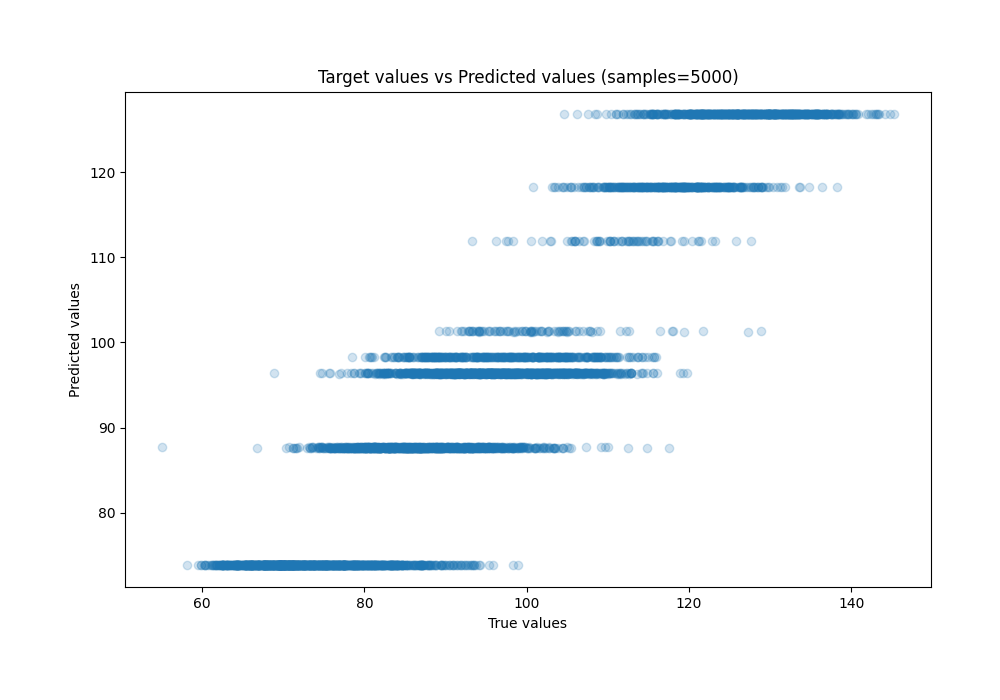 Target values vs Predicted values (samples=5000)
120
110
100
90
80
Predicted values
60 80 100 120 140
True values